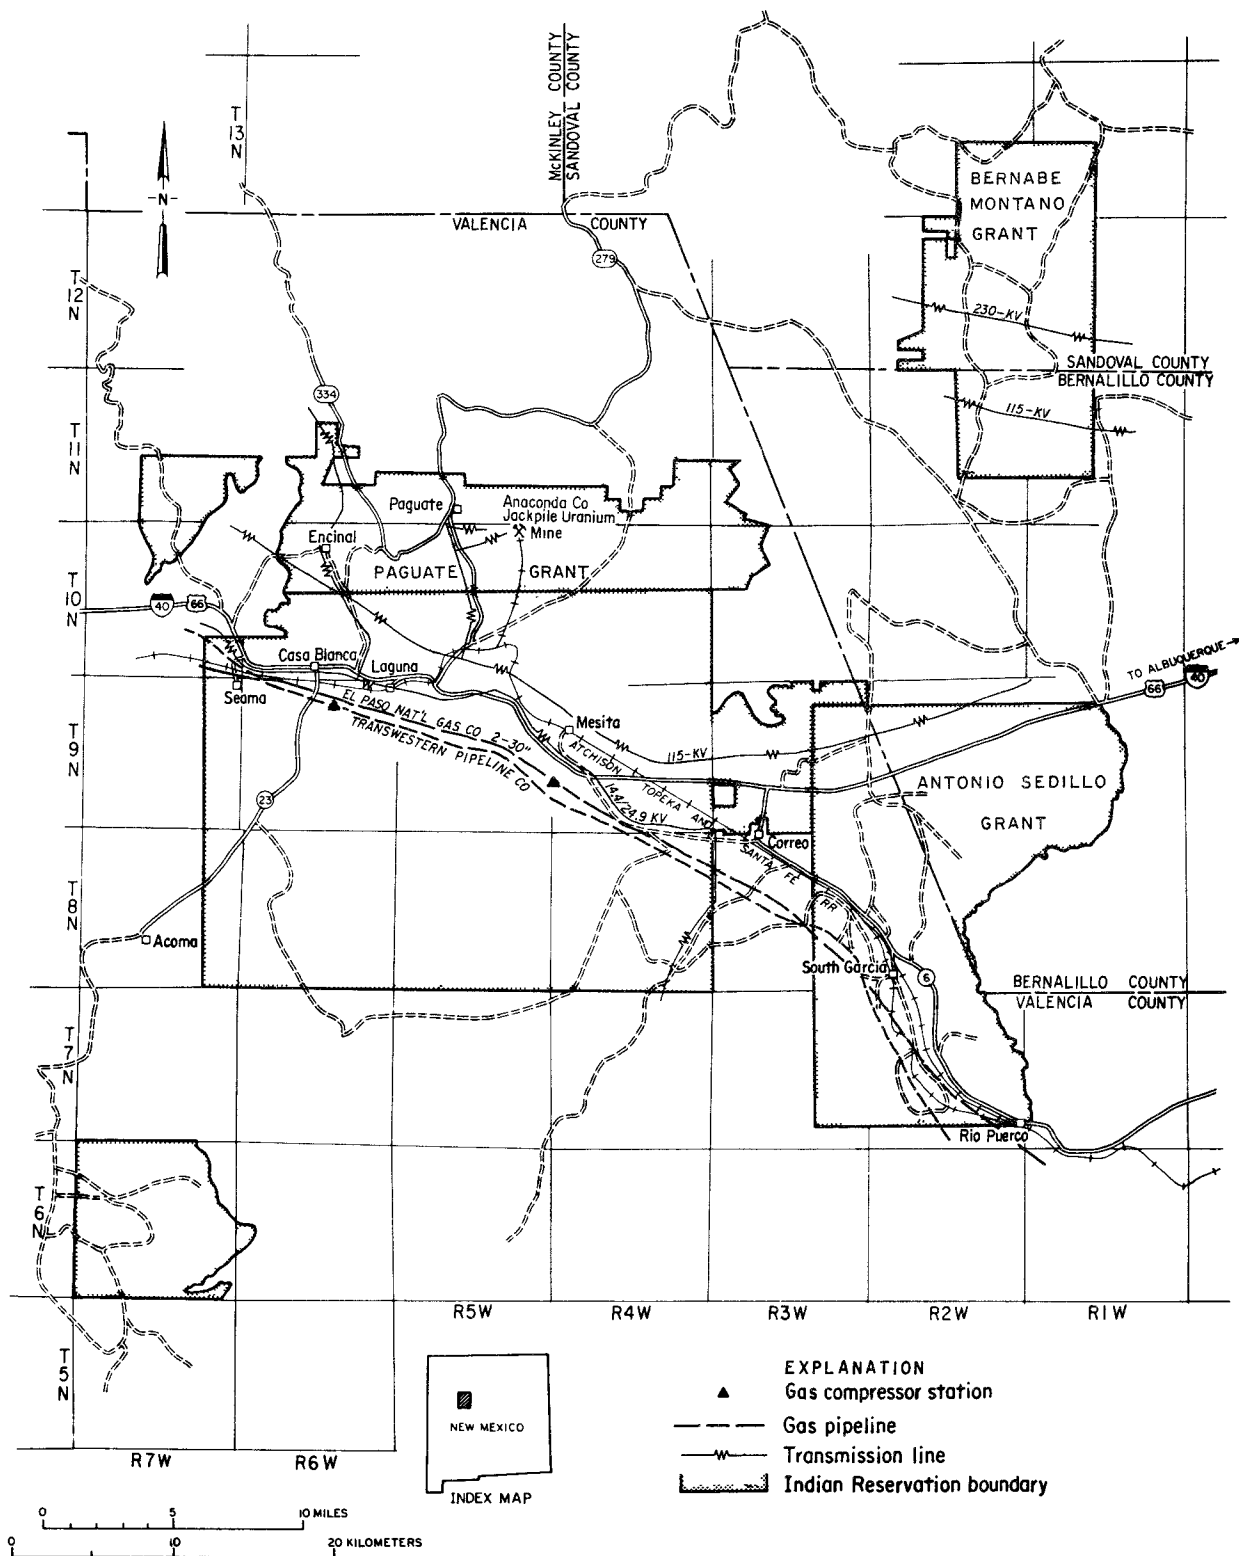 McKINLEY COUNTY
SANDOVAL COUNTY
T
13
N
N
VALENCIA COUNTY
279
BERNABE
MONTANO
GRANT
T
12
N
230-KV
SANDOVAL COUNTY
BERNALILLO COUNTY
334
115-KV
T
11
N
Paguate
Anaconda Co
Jackpile Uranium
Mine
Encinal
PAGUATE GRANT
T
10
N
40
66
Casa Blanca
Laguna
Seama
TO ALBUQUERQUE
66
40
EL PASO NAT'L GAS CO 2-30"
TRANSWESTERN PIPELINE CO
Mesita
115-KV
ATCHISON TOPEKA AND SANTA FE RR
14.4/24.9 KV
T
9
N
23
ANTONIO SEDILLO
GRANT
Correo
T
8
N
Acoma
South Garcia
6
BERNALILLO COUNTY
VALENCIA COUNTY
T
7
N
Rio Puerco
T
6
N
R5W R4W R3W R2W R1W
T
5
N
R7W R6W
NEW MEXICO
INDEX MAP
EXPLANATION
Gas compressor station
Gas pipeline
Transmission line
Indian Reservation boundary
0 5 10 MILES
0 10 20 KILOMETERS